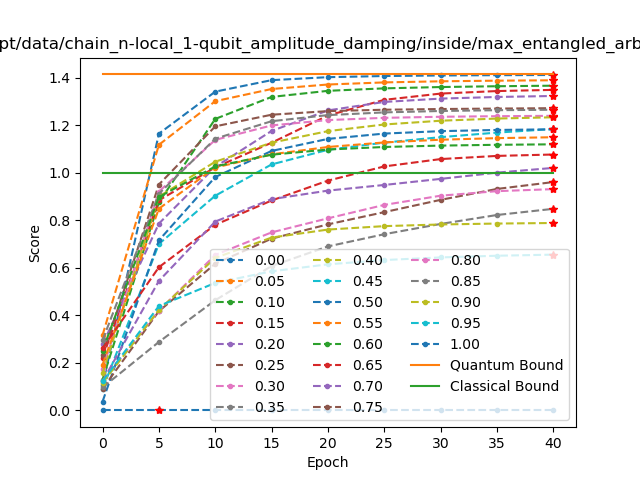 pt/data/chain_n-local_1-qubit_amplitude_damping/inside/max_entangled_arb
Score
1.4
1.2
1.0
0.8
0.6
0.4
0.2
0.0
0.00 0.40 0.80
0.05 0.45 0.85
0.10 0.50 0.90
0.15 0.55 0.95
0.20 0.60 1.00
0.25 0.65 Quantum Bound
0.30 0.70 Classical Bound
0.35 0.75
0 5 10 15 20 25 30 35 40
Epoch